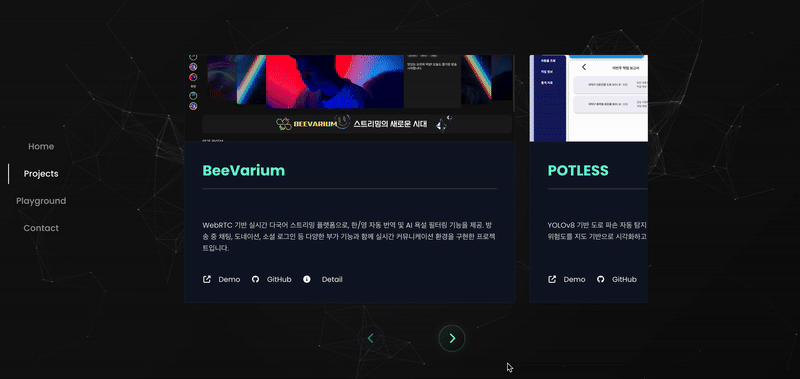 Home
Projects
Playground
Contact
BEEVARIUM 스트리밍의 새로운 시대
BeeVarium
WebRTC 기반 실시간 다국어 스트리밍 플랫폼으로, 한/영 자동 번역 및 AI 욕설 필터링 기능을 제공. 방
송 중 채팅, 도네이션, 소셜 로그인 등 다양한 부가 기능과 함께 실시간 커뮤니케이션 환경을 구현한 프로젝
트입니다.
Demo GitHub Detail
POTLESS
YOLOv8 기반 도로 파손 자동 탐지
위험도를 지도 기반으로 시각화하고
Demo GitHub